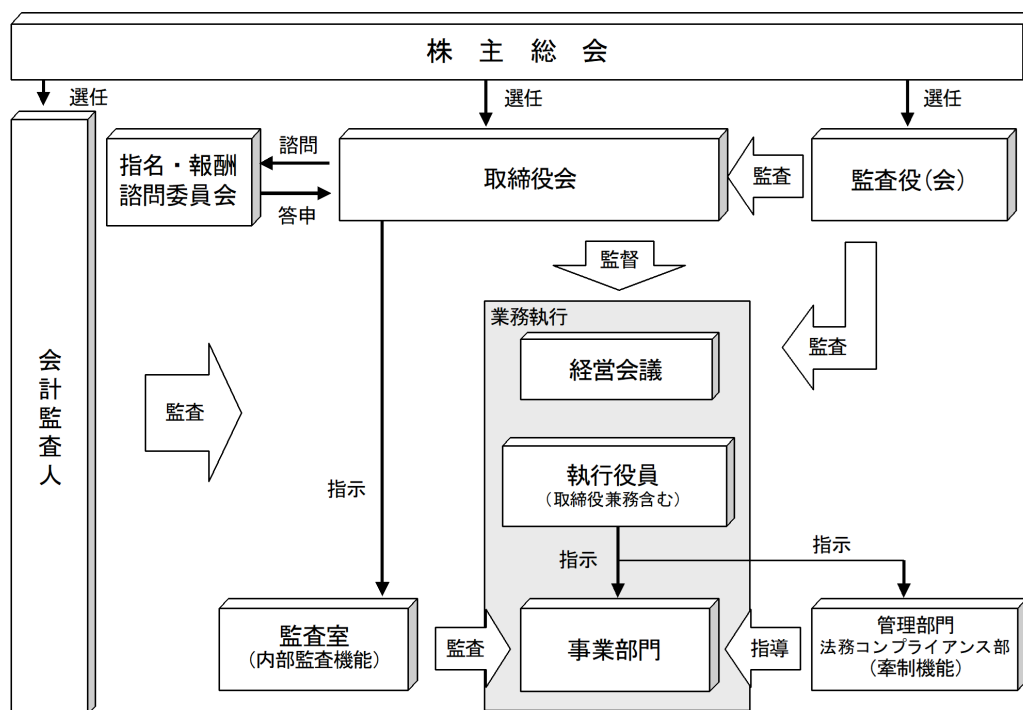 株主総会
選任
選任
選任
指名・報酬
諮問委員会
諮問
答申
取締役会
監査
監査役(会)
監督
業務執行
経営会議
監査
会計監査人
監査
執行役員
(取締役兼務含む)
指示
指示
指示
監査室
(内部監査機能)
監査
事業部門
指導
管理部門
法務コンプライアンス部
(牽制機能)